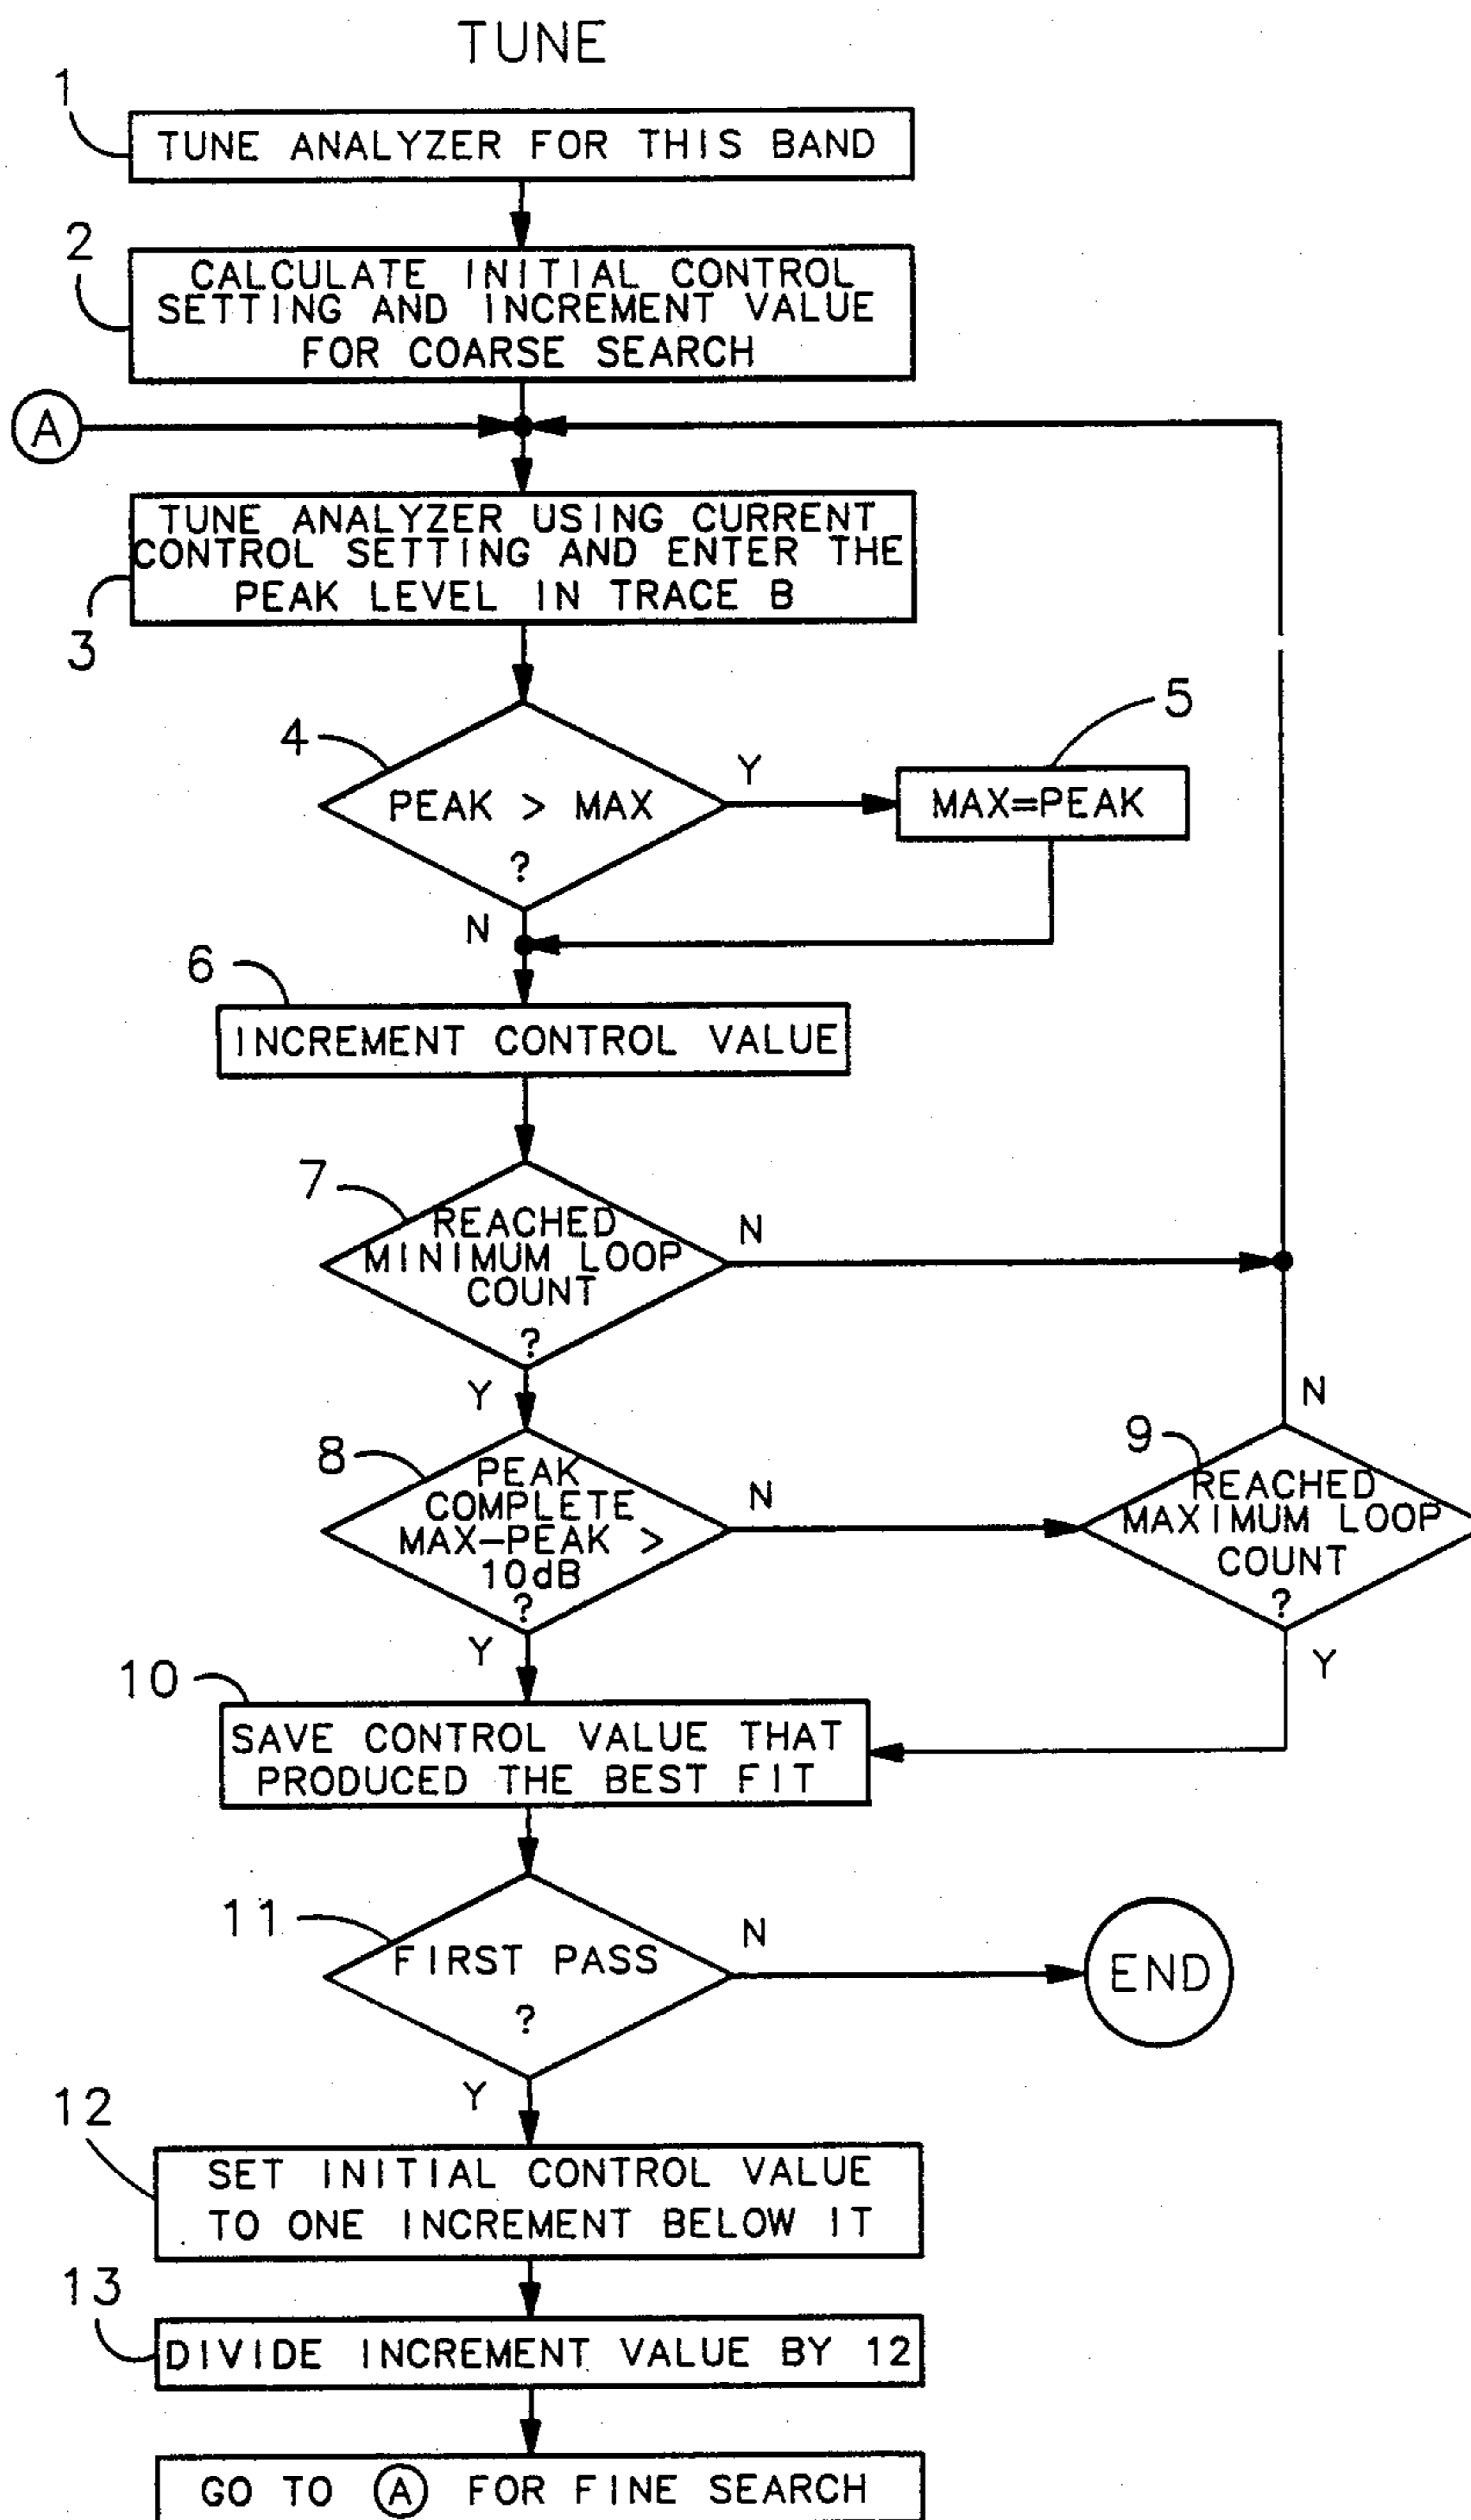 TUNE
1
TUNE ANALYZER FOR THIS BAND
2
CALCULATE INITIAL CONTROL
SETTING AND INCREMENT VALUE
FOR COARSE SEARCH
A
TUNE ANALYZER USING CURRENT
CONTROL SETTING AND ENTER THE
PEAK LEVEL IN TRACE B
3
4
PEAK > MAX
?
Y
5
MAX=PEAK
N
6
INCREMENT CONTROL VALUE
7
REACHED
MINIMUM LOOP
COUNT
?
N
Y
8
PEAK
COMPLETE
MAX-PEAK >
10dB
?
N
9
N
REACHED
MAXIMUM LOOP
COUNT
?
Y
Y
10
SAVE CONTROL VALUE THAT
PRODUCED THE BEST FIT
11
FIRST PASS
?
N
END
Y
12
SET INITIAL CONTROL VALUE
TO ONE INCREMENT BELOW IT
13
DIVIDE INCREMENT VALUE BY 12
GO TO A FOR FINE SEARCH